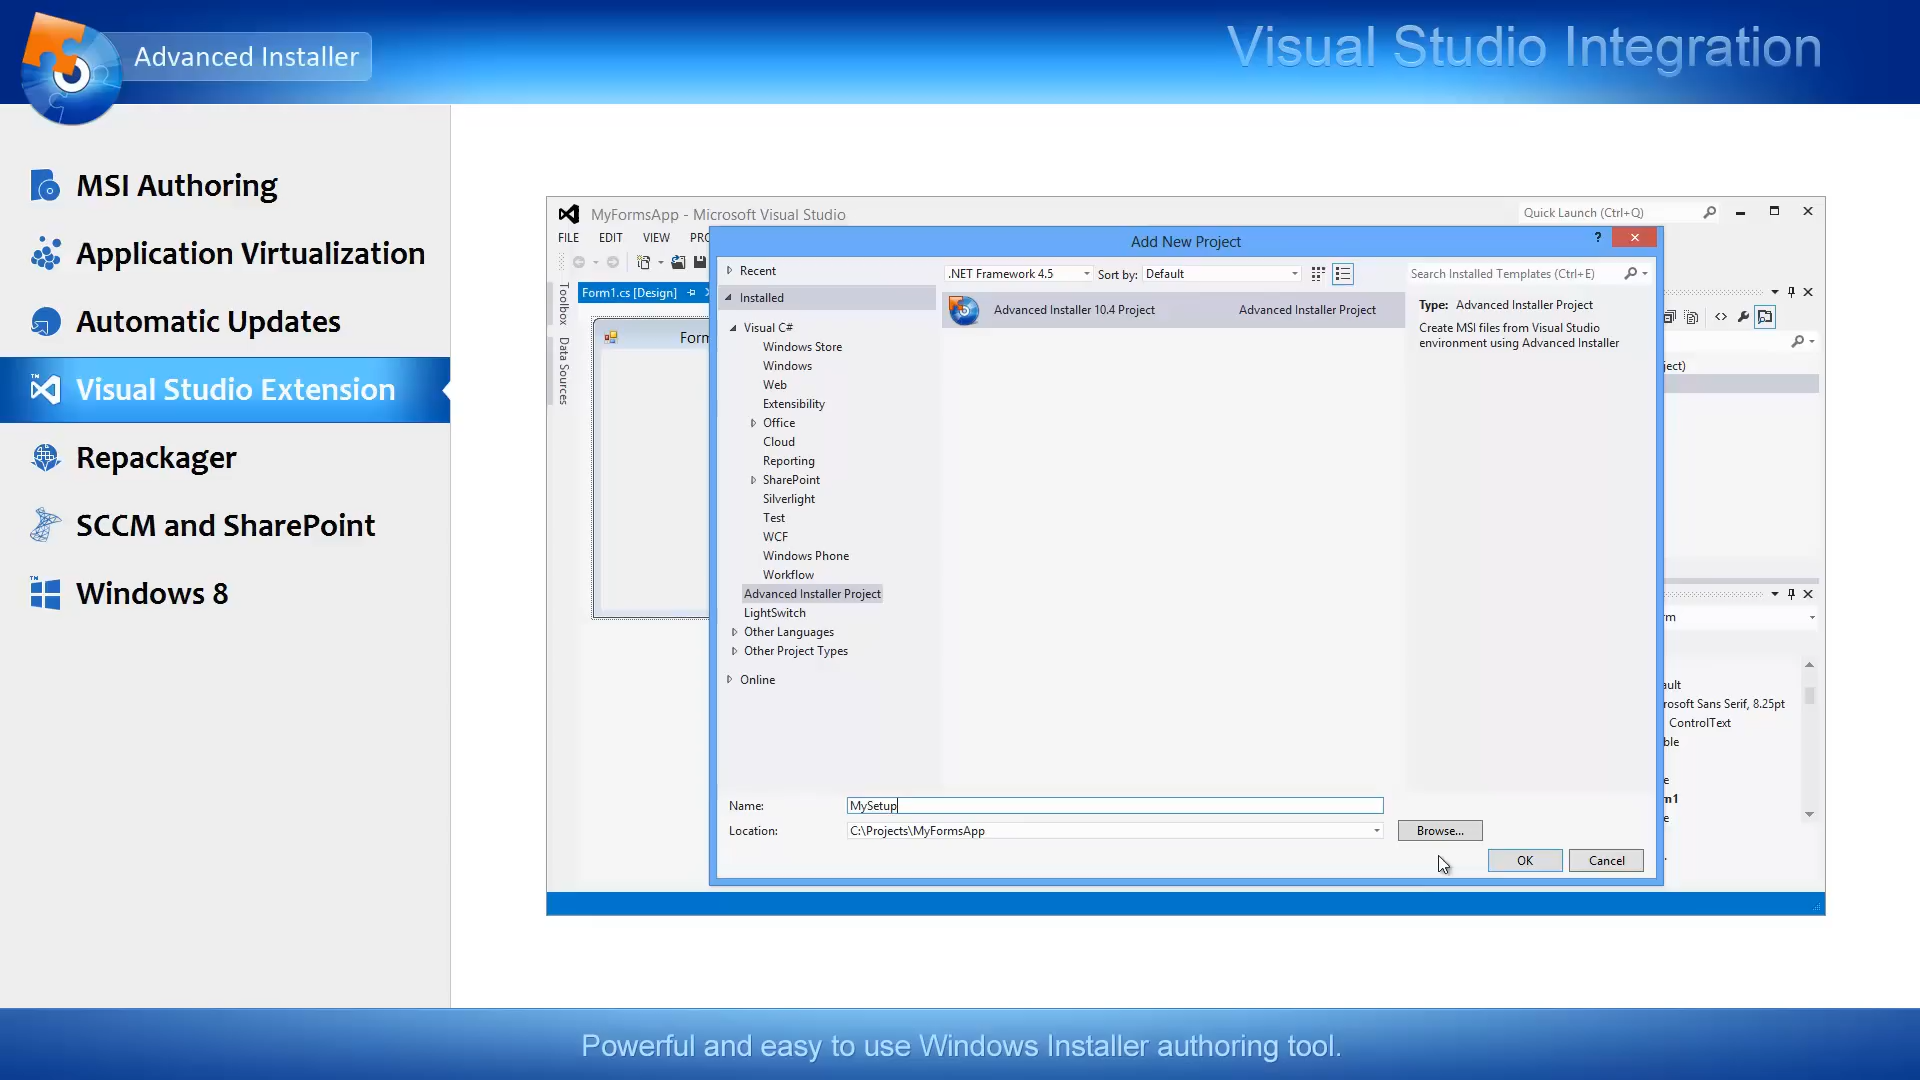 Advanced Installer
Visual Studio Integration
MSI Authoring
Application Virtualization
Automatic Updates
Visual Studio Extension
Repackager
SCCM and SharePoint
Windows 8
MyFormsApp - Microsoft Visual Studio
Quick Launch (Ctrl+Q)
FILE EDIT VIEW
Add New Project
?
Form1.cs [Design]
Toolbox
Data Sources
Recent
Installed
Visual C#
Windows Store
Windows
Web
Extensibility
Office
Cloud
Reporting
SharePoint
Silverlight
Test
WCF
Windows Phone
Workflow
Advanced Installer Project
LightSwitch
Other Languages
Other Project Types
Online
.NET Framework 4.5 Sort by: Default
Search Installed Templates (Ctrl+E)
Advanced Installer 10.4 Project Advanced Installer Project
Type: Advanced Installer Project
Create MSI files from Visual Studio
environment using Advanced Installer
Sans Serif, 8.25pt
ControlText
Name: MySetup
Location: C:\Projects\MyFormsApp
Browse...
OK Cancel
Powerful and easy to use Windows Installer authoring tool.